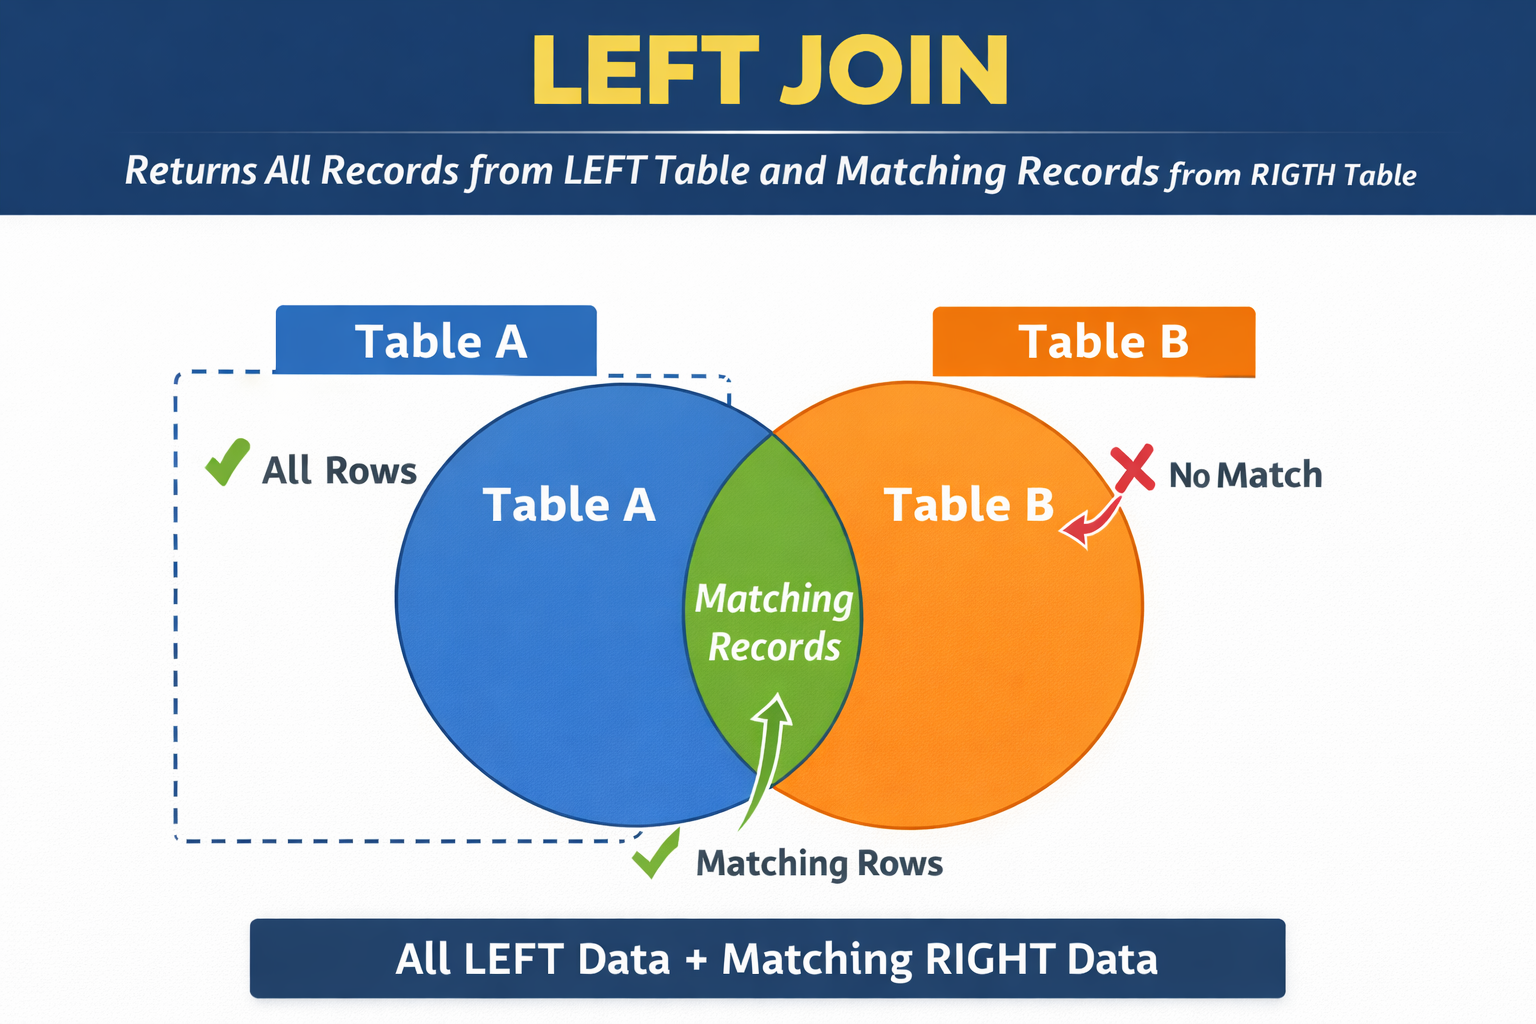 LEFT JOIN
Returns All Records from LEFT Table and Matching Records from RIGTH Table
Table A
Table B
All Rows
No Match
Table A
Table B
Matching
Records
Matching Rows
All LEFT Data + Matching RIGHT Data